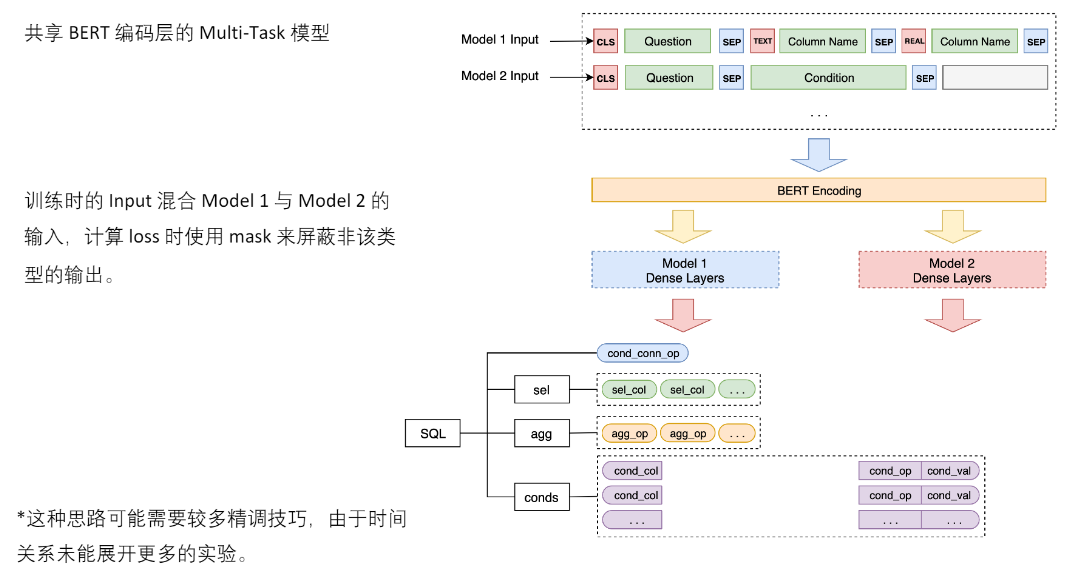 共享 BERT 编码层的 Multi-Task 模型
Model 1 Input
CLS Question SEP TEXT Column Name SEP REAL Column Name SEP
Model 2 Input
CLS Question SEP Condition SEP
...
BERT Encoding
训练时的 Input 混合 Model 1 与 Model 2 的
输入，计算 loss 时使用 mask 来屏蔽非该类
型的输出。
Model 1
Dense Layers
Model 2
Dense Layers
cond_conn_op
sel
sel_col sel_col ...
SQL
agg
agg_op agg_op ...
conds
cond_col cond_op cond_val
cond_col cond_op cond_val
... ... ...
*这种思路可能需要较多精调技巧，由于时间
关系未能展开更多的实验。